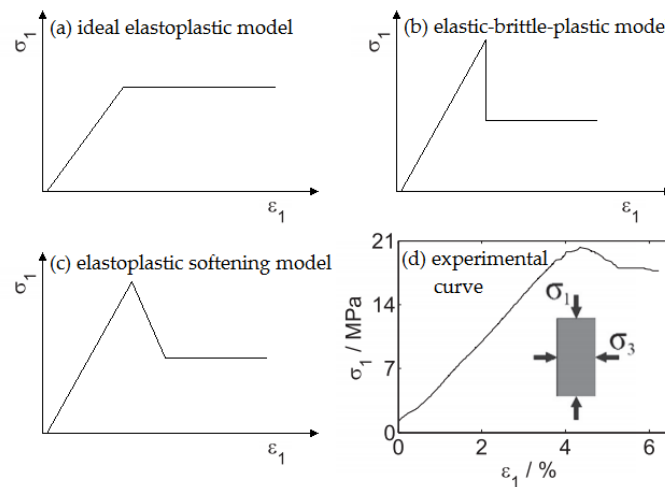 (a) ideal elastoplastic model
σ1
ε1
(b) elastic-brittle-plastic mode
σ1
ε1
(c) elastoplastic softening model
σ1
ε1
(d) experimental
curve
21
14
7
0
σ1 / MPa
σ1
σ3
0 2 4 6
ε1 / %